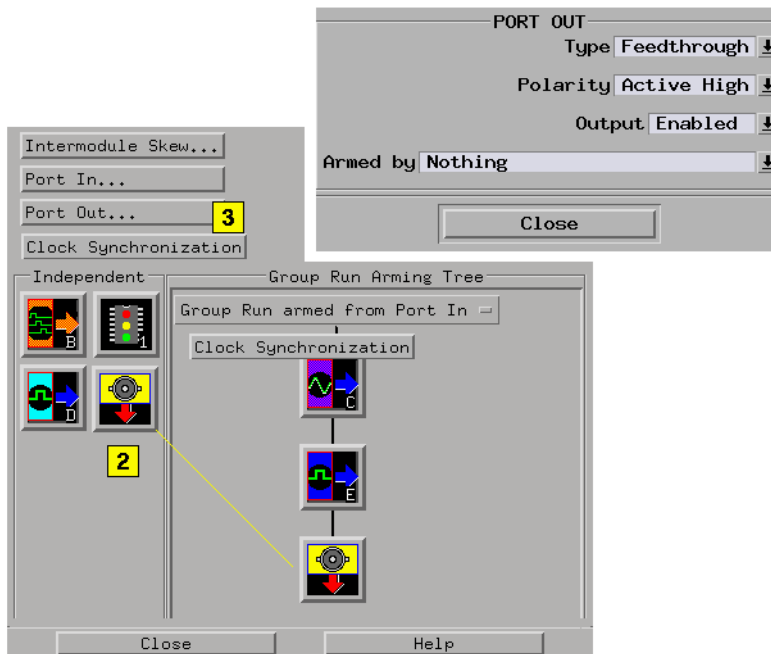 PORT OUT
Type Feedthrough
Polarity Active High
Output Enabled
Armed by Nothing
Close
Intermodule Skew...
Port In...
Port Out...
3
Clock Synchronization
Independent
Group Run Arming Tree
B
1
D
2
Group Run armed from Port In
Clock Synchronization
C
E
Close
Help